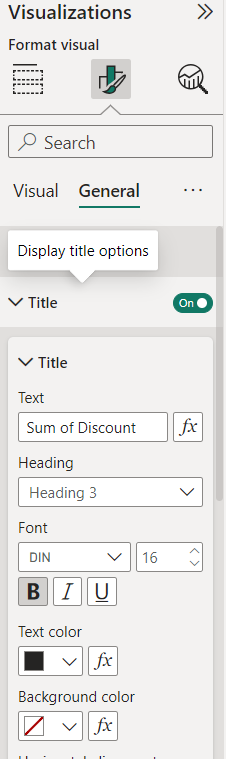 Visualizations
Format visual
Search
Visual General ...
Display title options
Title On
Title
Text
Sum of Discount fx
Heading
Heading 3
Font
DIN 16
B I U
Text color
fx
Background color
fx